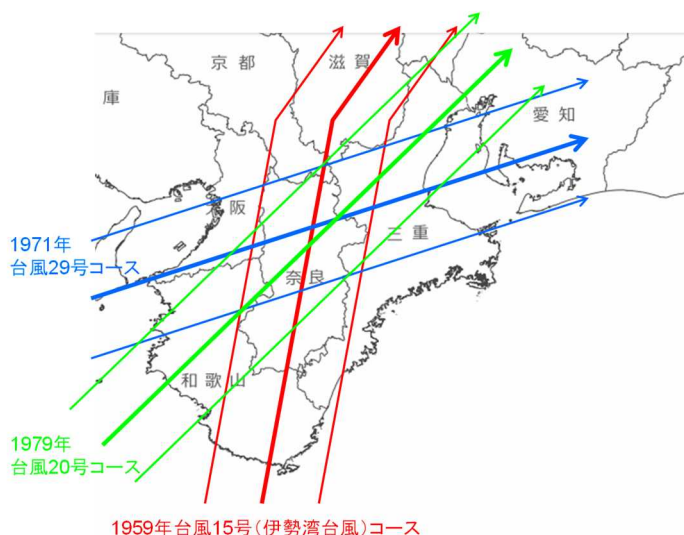 京都
滋賀
庫
愛知
大阪
1971年
台風29号コース
三重
奈良
和歌山
1979年
台風20号コース
1959年台風15号(伊勢湾台風)コース